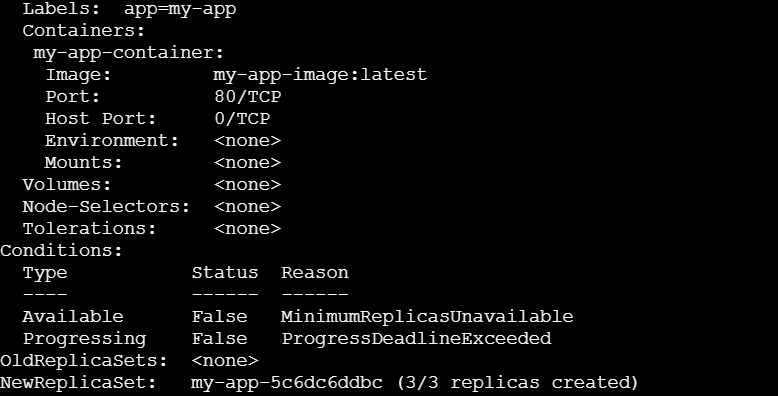 Labels:  app=my-app
Containers:
my-app-container:
Image:         my-app-image:latest
Port:          80/TCP
Host Port:     0/TCP
Environment:   <none>
Mounts:        <none>
Volumes:         <none>
Node-Selectors:  <none>
Tolerations:     <none>
Conditions:
Type           Status  Reason
----           ------  ------
Available      False   MinimumReplicasUnavailable
Progressing    False   ProgressDeadlineExceeded
OldReplicaSets:  <none>
NewReplicaSet:   my-app-5c6dc6ddbc (3/3 replicas created)